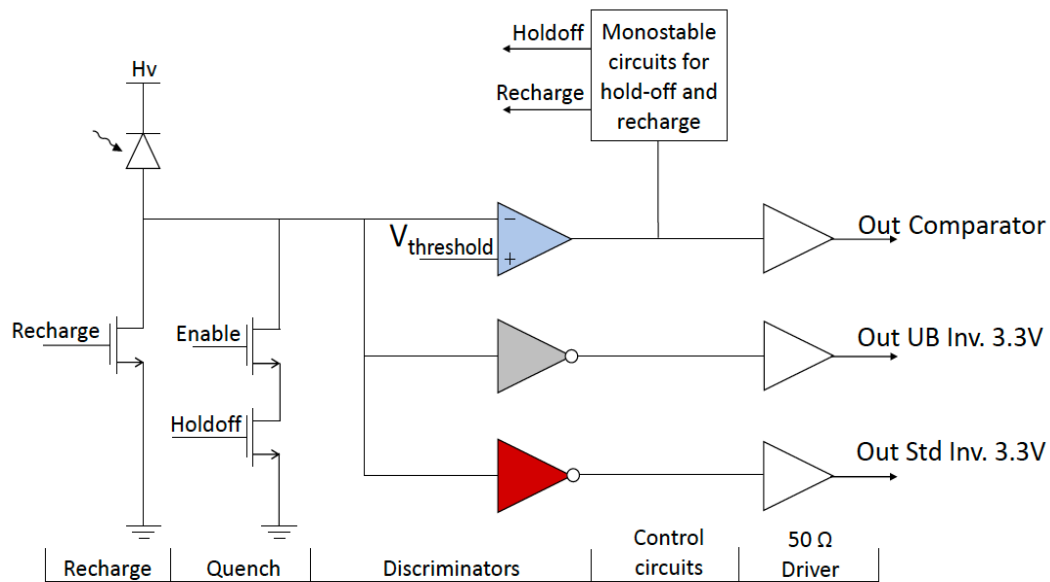 Holdoff
Recharge
Monostable
circuits for
hold-off and
recharge
Hv
−
Vthreshold
+
Out Comparator
Recharge
Enable
Holdoff
Out UB Inv. 3.3V
Out Std Inv. 3.3V
Recharge
Quench
Discriminators
Control
circuits
50 Ω
Driver